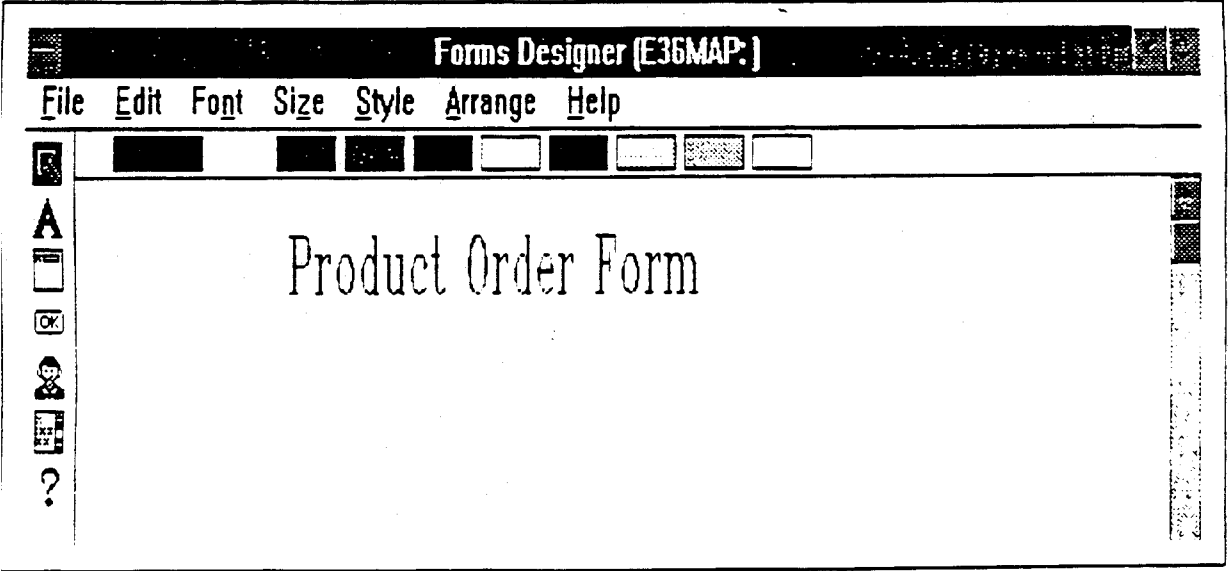 Forms Designer (E36MAP: )
File Edit Font Size Style Arrange Help
A
Product Order Form
OK
?